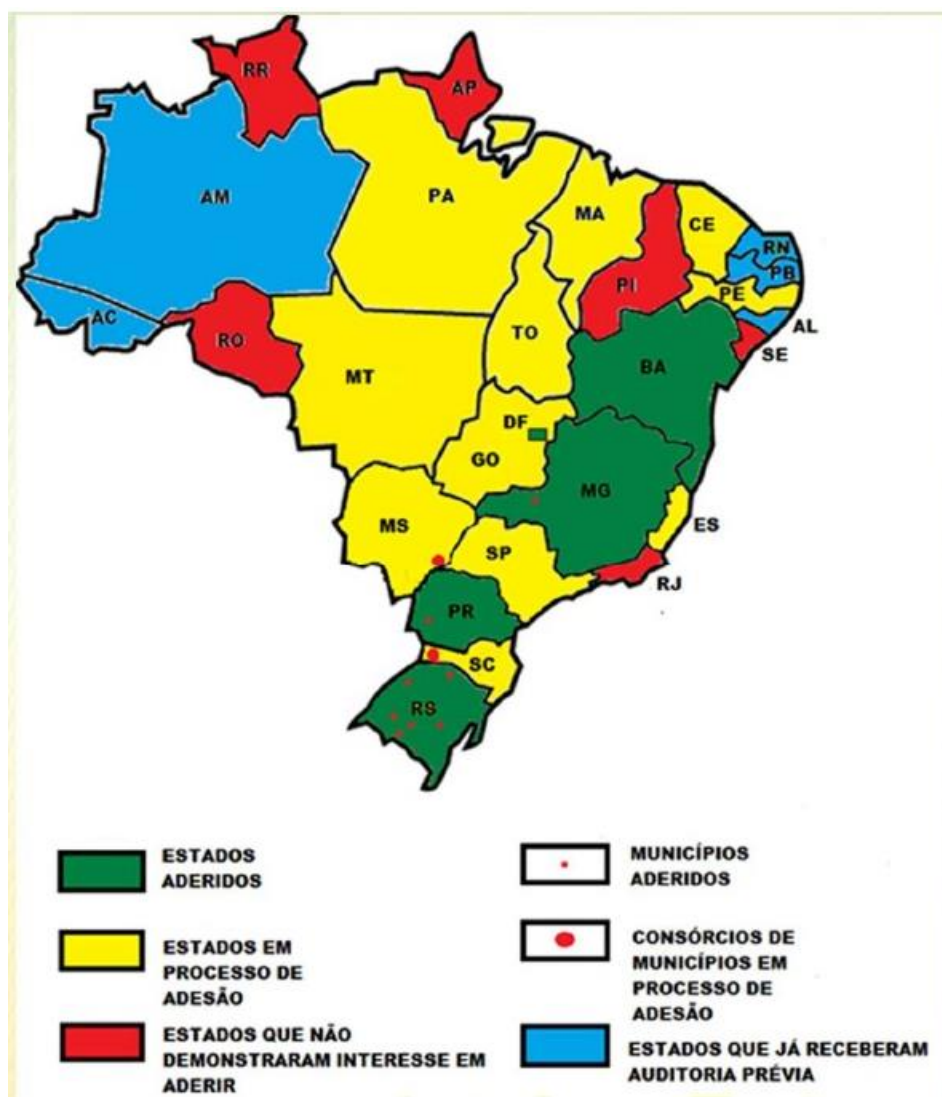 RR
AP
AM
PA
MA
CE
RN
PB
PI
PE
AC
AL
TO
RO
SE
BA
MT
DF
GO
MG
MS
ES
SP
RJ
PR
SC
RS
ESTADOS
ADERIDOS
MUNICÍPIOS
ADERIDOS
ESTADOS EM
PROCESSO DE
ADESÃO
CONSÓRCIOS DE
MUNICÍPIOS EM
PROCESSO DE
ADESÃO
ESTADOS QUE NÃO
DEMONSTRARAM INTERESSE EM
ADERIR
ESTADOS QUE JÁ RECEBERAM
AUDITORIA PRÉVIA